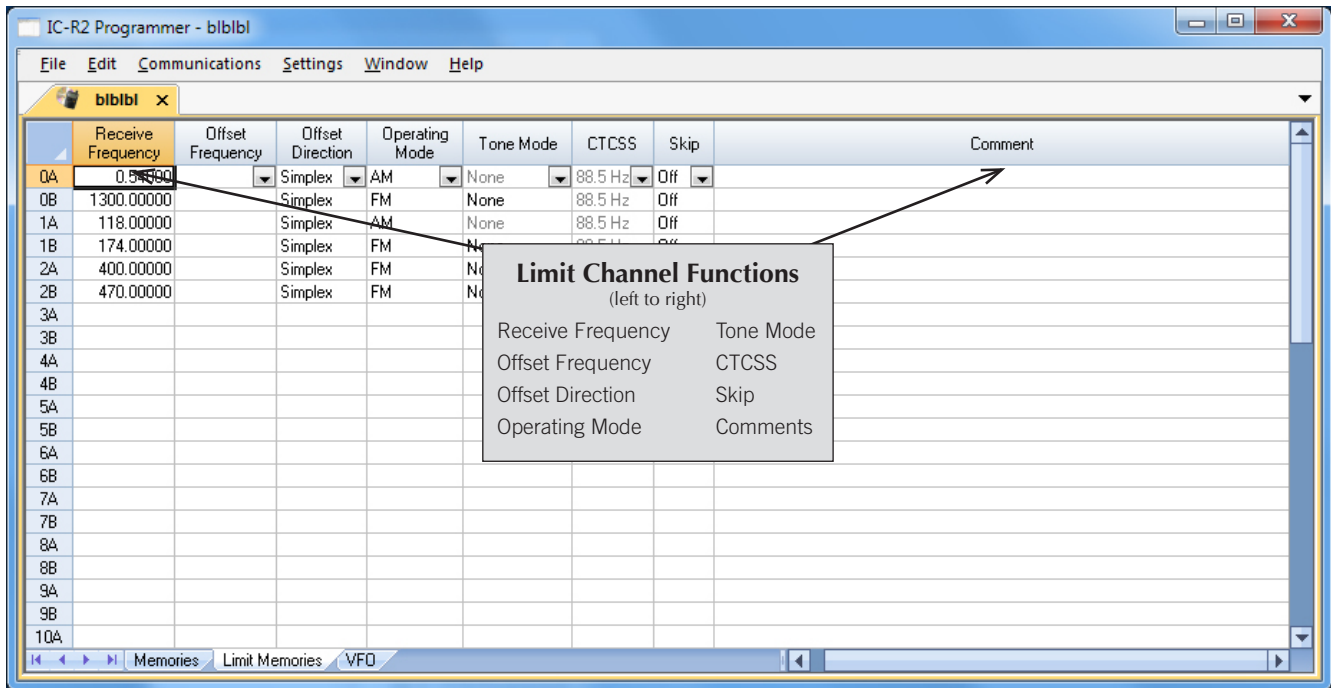 IC-R2 Programmer - blblbl
File Edit Communications Settings Window Help
blblbl
Receive Frequency Offset Frequency Offset Direction Operating Mode Tone Mode CTCSS Skip Comment
0A Simplex AM None 88.5 Hz Off
0B 1300.00000 Simplex FM None 88.5 Hz Off
1A 118.00000 Simplex AM None 88.5 Hz Off
1B 174.00000 Simplex FM
2A 400.00000 Simplex FM
2B 470.00000 Simplex FM
3A
3B
4A
4B
5A
5B
6A
6B
7A
7B
8A
8B
9A
9B
10A
Limit Channel Functions
(left to right)
Receive Frequency Tone Mode
Offset Frequency CTCSS
Offset Direction Skip
Operating Mode Comments
Memories Limit Memories VFO